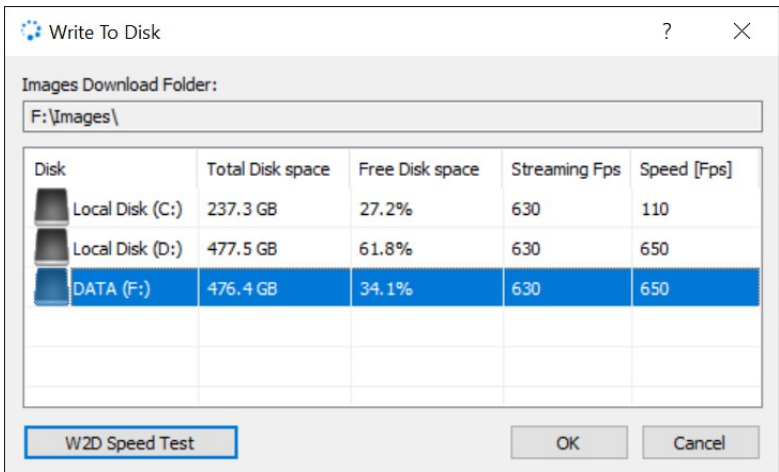 Write To Disk ?
Images Download Folder:
F:\Images\
Disk Total Disk space Free Disk space Streaming Fps Speed [Fps]
Local Disk (C:) 237.3 GB 27.2% 630 110
Local Disk (D:) 477.5 GB 61.8% 630 650
DATA (F:) 476.4 GB 34.1% 630 650
W2D Speed Test OK Cancel